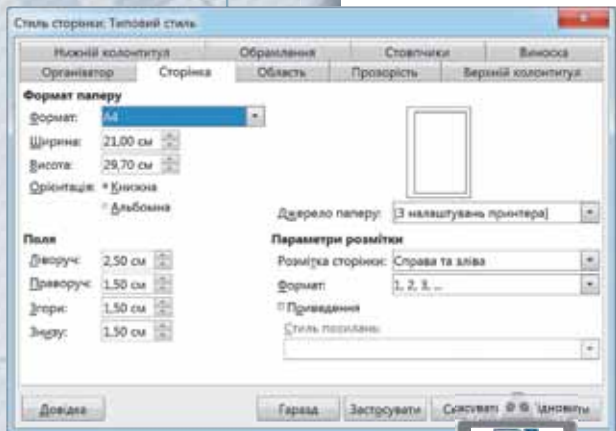 Стиль сторінки: Типовий стиль
Нижній колонтитул Обрамлення Стовпчики Виноска
Організатор Сторінка Область Прозорість Верхній колонтитул
Формат паперу
Формат: A4
Ширина: 21,00 см
Висота: 29,70 см
Орієнтація: Книжна
Альбомна
Джерело паперу: [З налаштувань принтера]
Поля
Ліворуч: 2,50 см
Праворуч: 1,50 см
Згори: 1,50 см
Знизу: 1,50 см
Параметри розмітки
Розмітка сторінки: Справа та зліва
Формат: 1, 2, 3, ...
Приведення
Стиль посилань:
Довідка Гаразд Застосувати